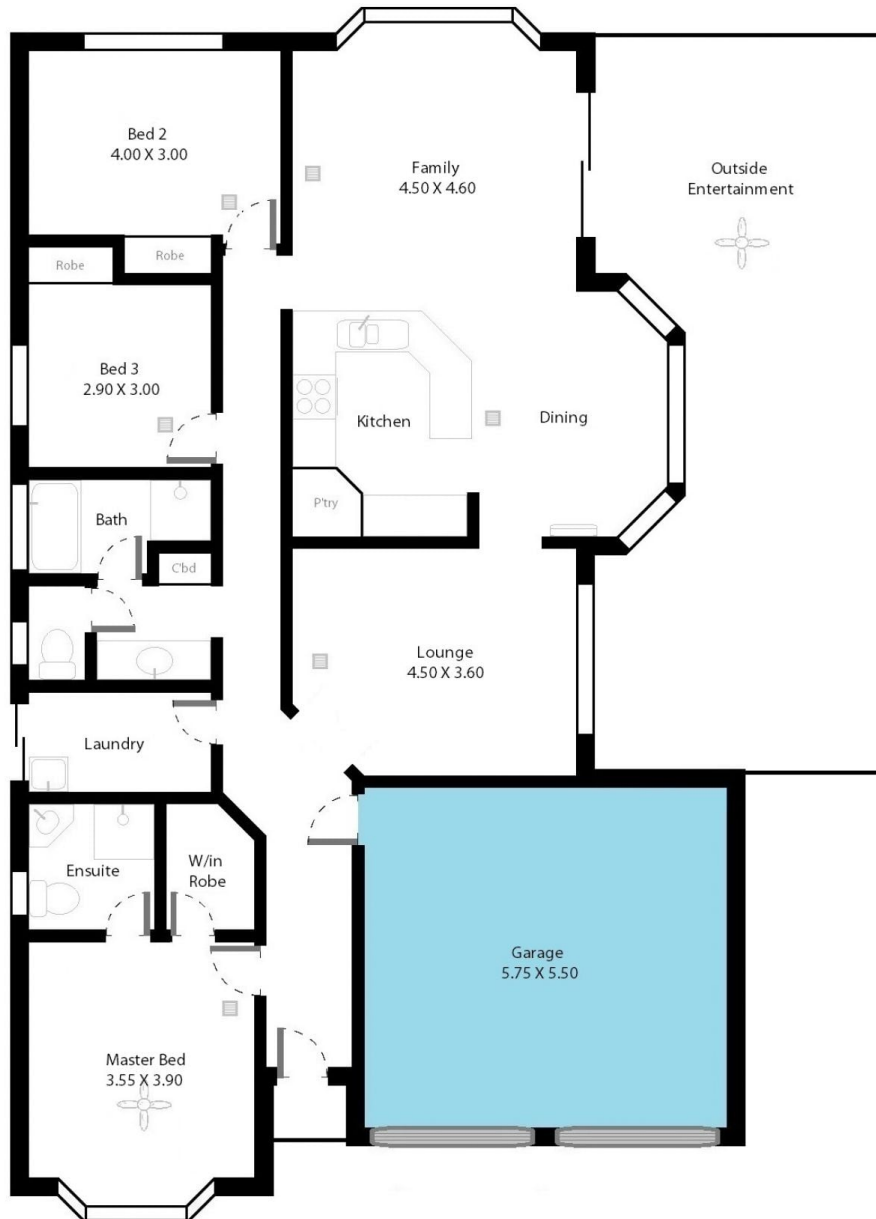 Bed 2
4.00 X 3.00
Family
4.50 X 4.60
Outside
Entertainment
Robe
Robe
Bed 3
2.90 X 3.00
Kitchen
Dining
P'try
Bath
C'bd
Lounge
4.50 X 3.60
Laundry
Ensuite
W/in
Robe
Garage
5.75 X 5.50
Master Bed
3.55 X 3.90